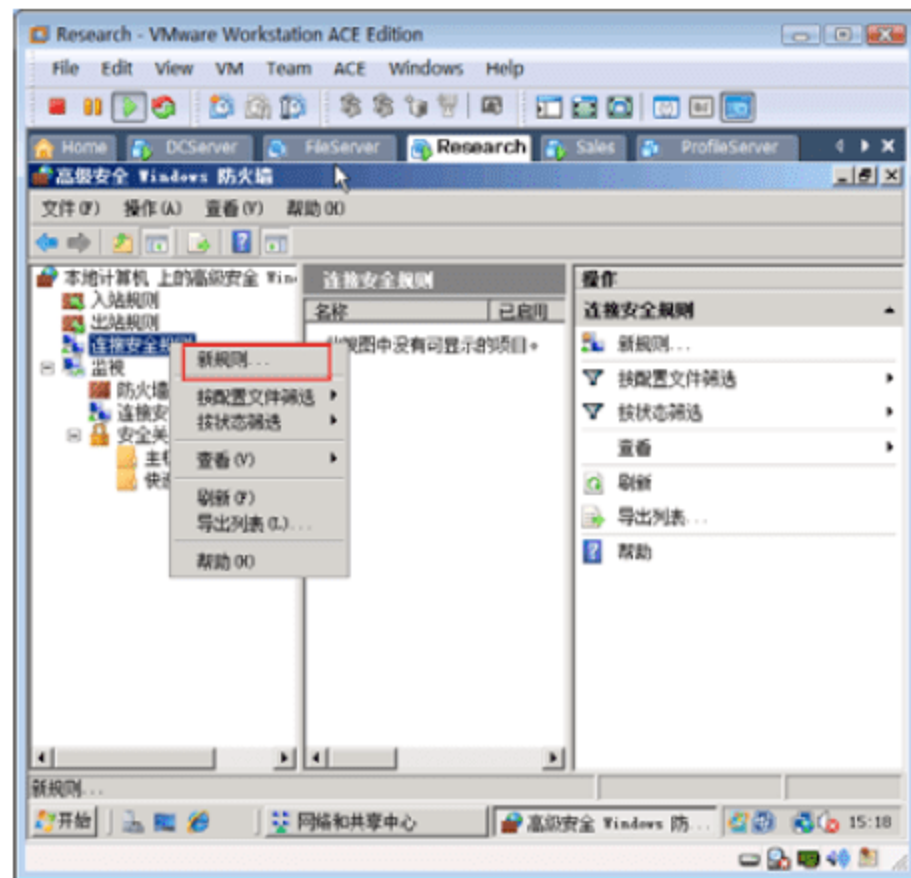 Research - VMware Workstation ACE Edition
File Edit View VM Team ACE Windows Help
Home DCServer FileServer Research Sales ProfileServer
高级安全 Windows 防火墙
文件(F) 操作(A) 查看(V) 帮助(H)
本地计算机 上的高级安全 Win
入站规则
出站规则
连接安全规则
监视
防火墙
连接安
安全关
主
快
新规则...
按配置文件筛选
按状态筛选
查看(V)
刷新(F)
导出列表(L)...
帮助(H)
连接安全规则
名称 已启用
视图中没有可显示的项目。
操作
连接安全规则
新规则...
按配置文件筛选
按状态筛选
查看
刷新
导出列表...
帮助
新规则...
开始 网络和共享中心 高级安全 Windows 防... 15:18